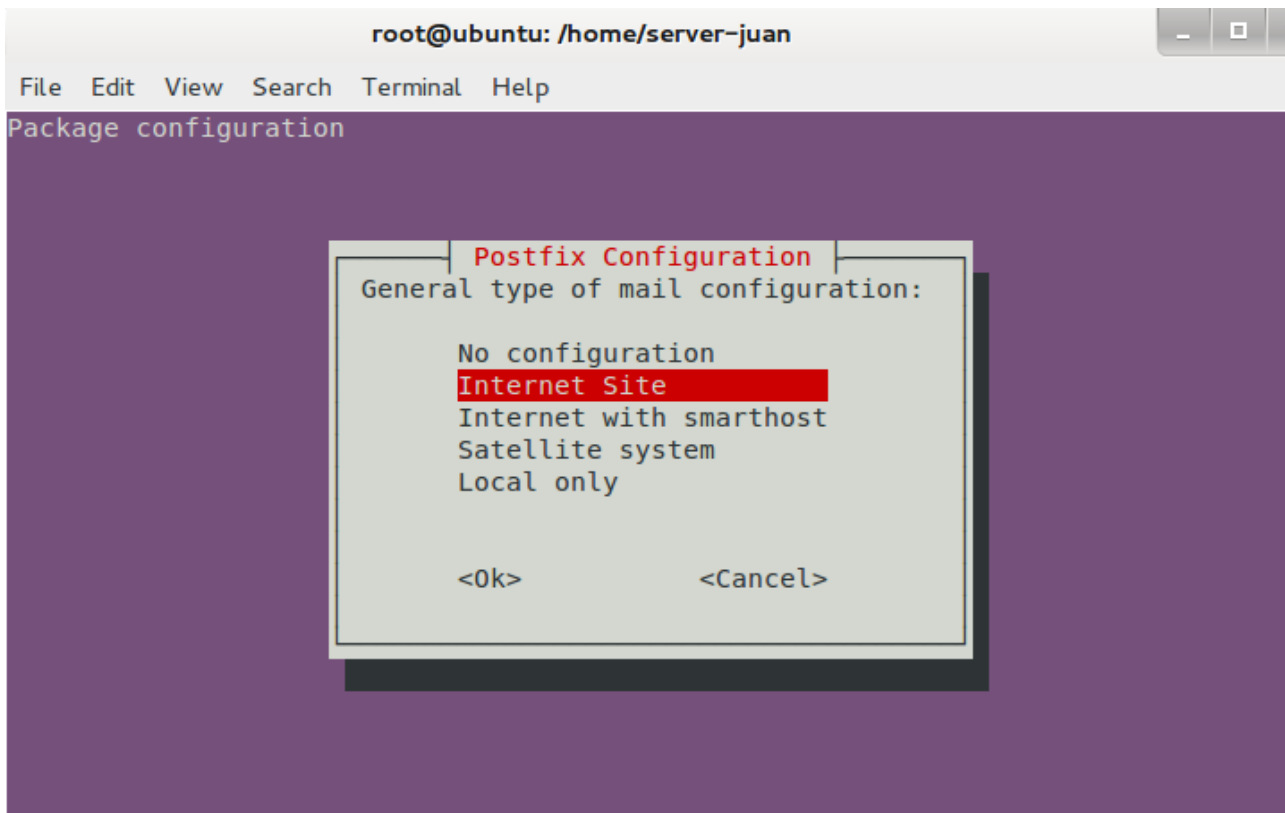 root@ubuntu: /home/server-juan
File Edit View Search Terminal Help
Package configuration
Postfix Configuration
General type of mail configuration:
No configuration
Internet Site
Internet with smarthost
Satellite system
Local only
<Ok> <Cancel>